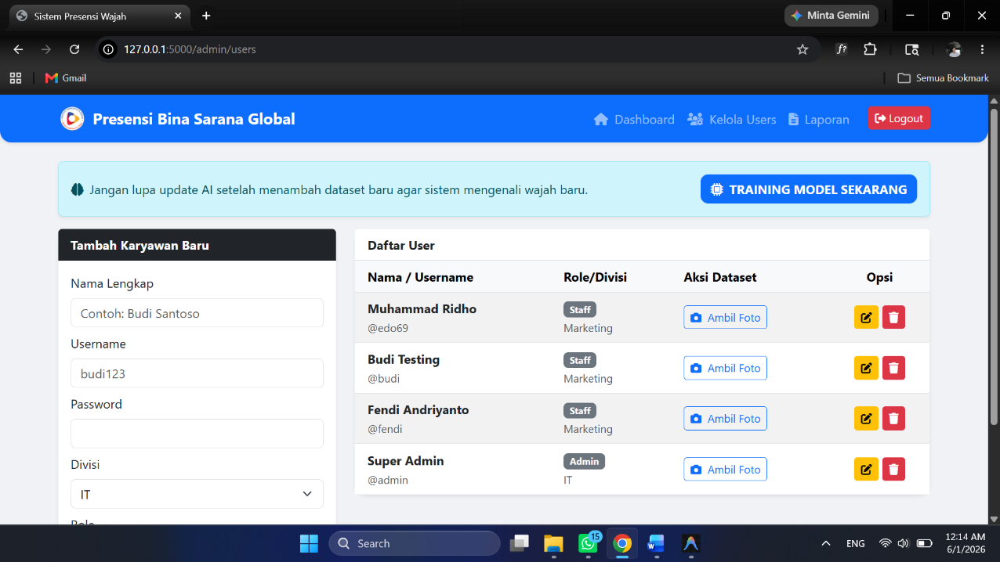 Sistem Presensi Wajah
Minta Gemini
127.0.0.1:5000/admin/users
f?
Gmail
Semua Bookmark
Presensi Bina Sarana Global
Dashboard
Kelola Users
Laporan
Logout
Jangan lupa update AI setelah menambah dataset baru agar sistem mengenali wajah baru.
TRAINING MODEL SEKARANG
Tambah Karyawan Baru
Nama Lengkap
Contoh: Budi Santoso
Username
budi123
Password
Divisi
IT
Role
Daftar User
Nama / Username Role/Divisi Aksi Dataset Opsi
Muhammad Ridho Staff Ambil Foto
@edo69 Marketing
Budi Testing Staff Ambil Foto
@budi Marketing
Fendi Andriyanto Staff Ambil Foto
@fendi Marketing
Super Admin Admin Ambil Foto
@admin IT
Search
15
W
ENG
12:14 AM
6/1/2026